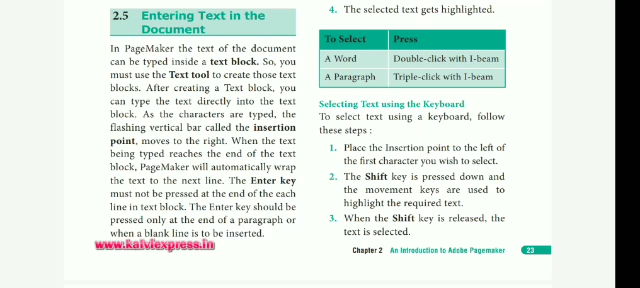 2.5 Entering Text in the
Document
In PageMaker the text of the document
can be typed inside a text block. So, you
must use the Text tool to create those text
blocks. After creating a Text block, you
can type the text directly into the text
block. As the characters are typed, the
flashing vertical bar called the insertion
point, moves to the right. When the text
being typed reaches the end of the text
block, PageMaker will automatically wrap
the text to the next line. The Enter key
must not be pressed at the end of the each
line in text block. The Enter key should be
pressed only at the end of a paragraph or
when a blank line is to be inserted.
www.kalviexpress.in
4. The selected text gets highlighted.
To Select Press
A Word Double-click with I-beam
A Paragraph Triple-click with I-beam
Selecting Text using the Keyboard
To select text using a keyboard, follow
these steps :
1. Place the Insertion point to the left of
the first character you wish to select.
2. The Shift key is pressed down and
the movement keys are used to
highlight the required text.
3. When the Shift key is released, the
text is selected.
Chapter 2 An Introduction to Adobe Pagemaker 23